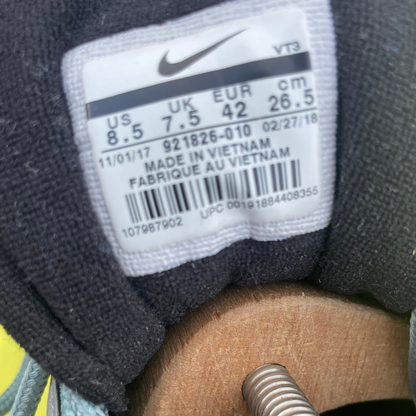 VT3
US UK EUR cm
8.5 7.5 42 26.5
11/01/17 921826-010 02/27/18
MADE IN VIETNAM
FABRIQUE AU VIETNAM
107987902 UPC 00191884408355